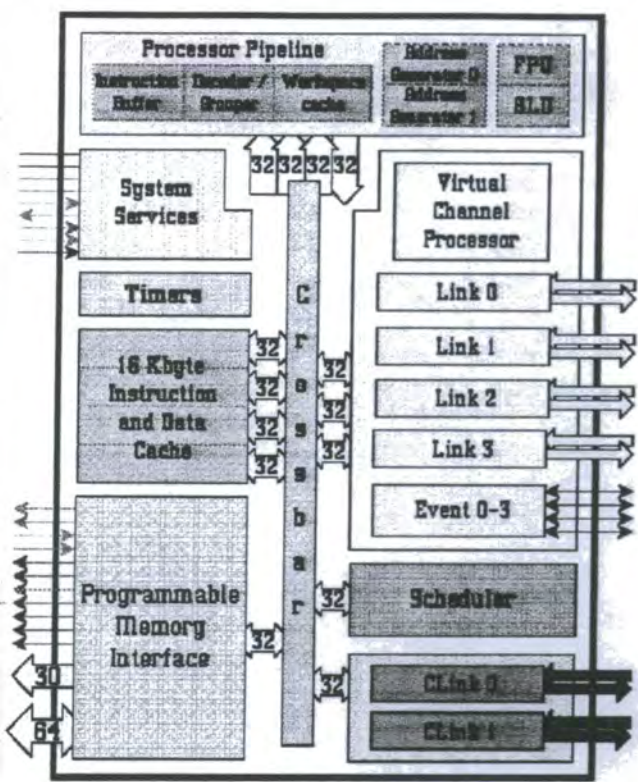 Processor Pipeline
Instruction
Buffer
Decoder /
Grouper
Workspace
cache
Address
Generator 0
Address
Generator 1
FPU
ALU
32 32 32 32
System
Services
Virtual
Channel
Processor
Timers
Link 0
Link 1
Link 2
Link 3
Event 0-3
16 Kbyte
Instruction
and Data
Cache
32
32
32
32
Crossbar
32
32
32
Programmable
Memory
Interface
32
30
64
32
Scheduler
32
CLink 0
CLink 1